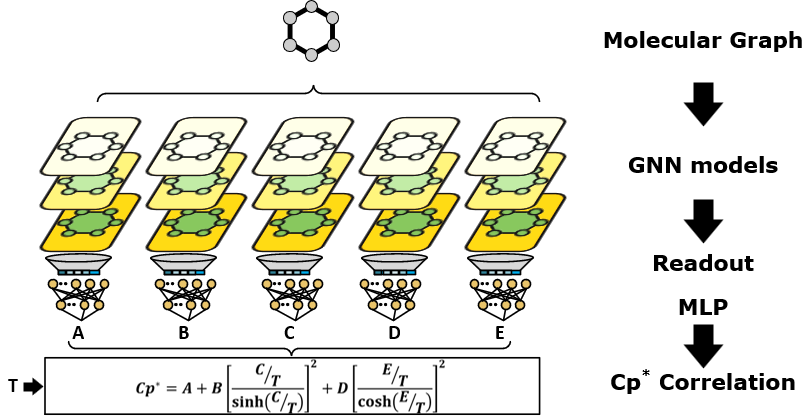 Molecular Graph
GNN models
Readout
MLP
A B C D E
T
Cp* = A + B [ (C/T) / sinh(C/T) ]² + D [ (E/T) / cosh(E/T) ]²
Cp* Correlation